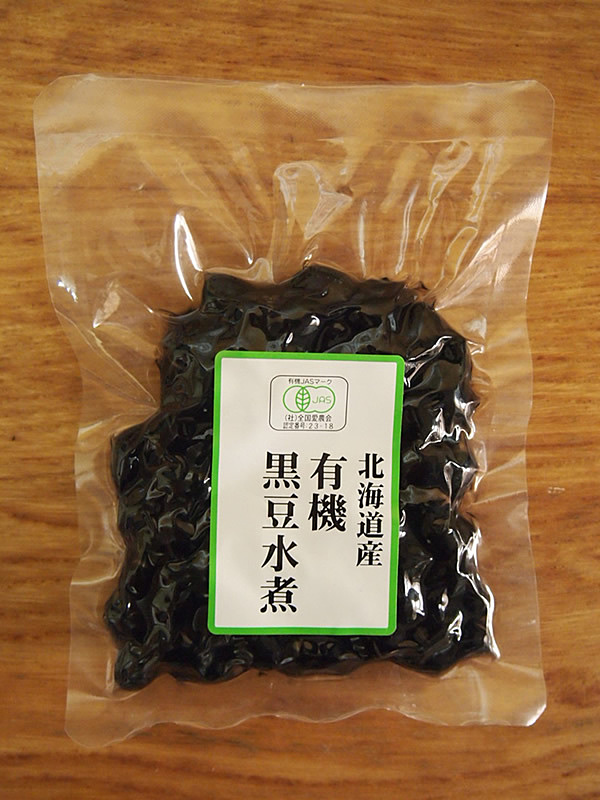 有機JASマーク
JAS
(社)全国愛農会
認定番号:23-18
北海道産
有機
黒豆水煮